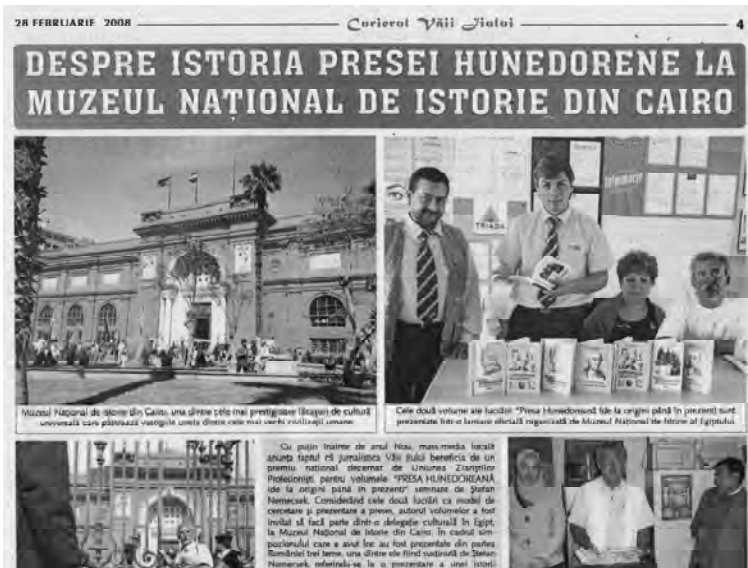 28 FEBRUARIE 2008
Curierul Văii Jiului
4
DESPRE ISTORIA PRESEI HUNEDORENE LA
MUZEUL NAȚIONAL DE ISTORIE DIN CAIRO
Informație
TRIADA
Muzeul Național de Istorie din Cairo, una dintre cele mai prestigioase lăcașuri de cultură
universală care păstrează vestigiile uneia dintre cele mai vechi civilizații umane
Cele două volume ale lucrării "Presa Hunedoreană (de la origini până în prezent) sunt
prezentate într-o lansare oficială organizată de Muzeul Național de Istorie al Egiptului
Cu puțin înainte de anul Nou, mass-media locală
anunța faptul că jurnalistica Văii Jiului beneficia de un
premiu național decernat de Uniunea Ziariștilor
Profesioniști pentru volumele "PRESA HUNEDOREANĂ
(de la origini până în prezent)" semnate de Ștefan
Nemecsek. Considerând cele două lucrări ca model de
cercetare și prezentare a presei, autorul volumelor a fost
invitat să facă parte dintr-o delegație culturală în Egipt,
la Muzeul Național de Istorie din Cairo. În cadrul sim-
pozionului care a avut loc au fost prezentate din partea
României trei teme, una dintre ele fiind susținută de Ștefan
Nemecsek referindu-se la o prezentare a unei istorii